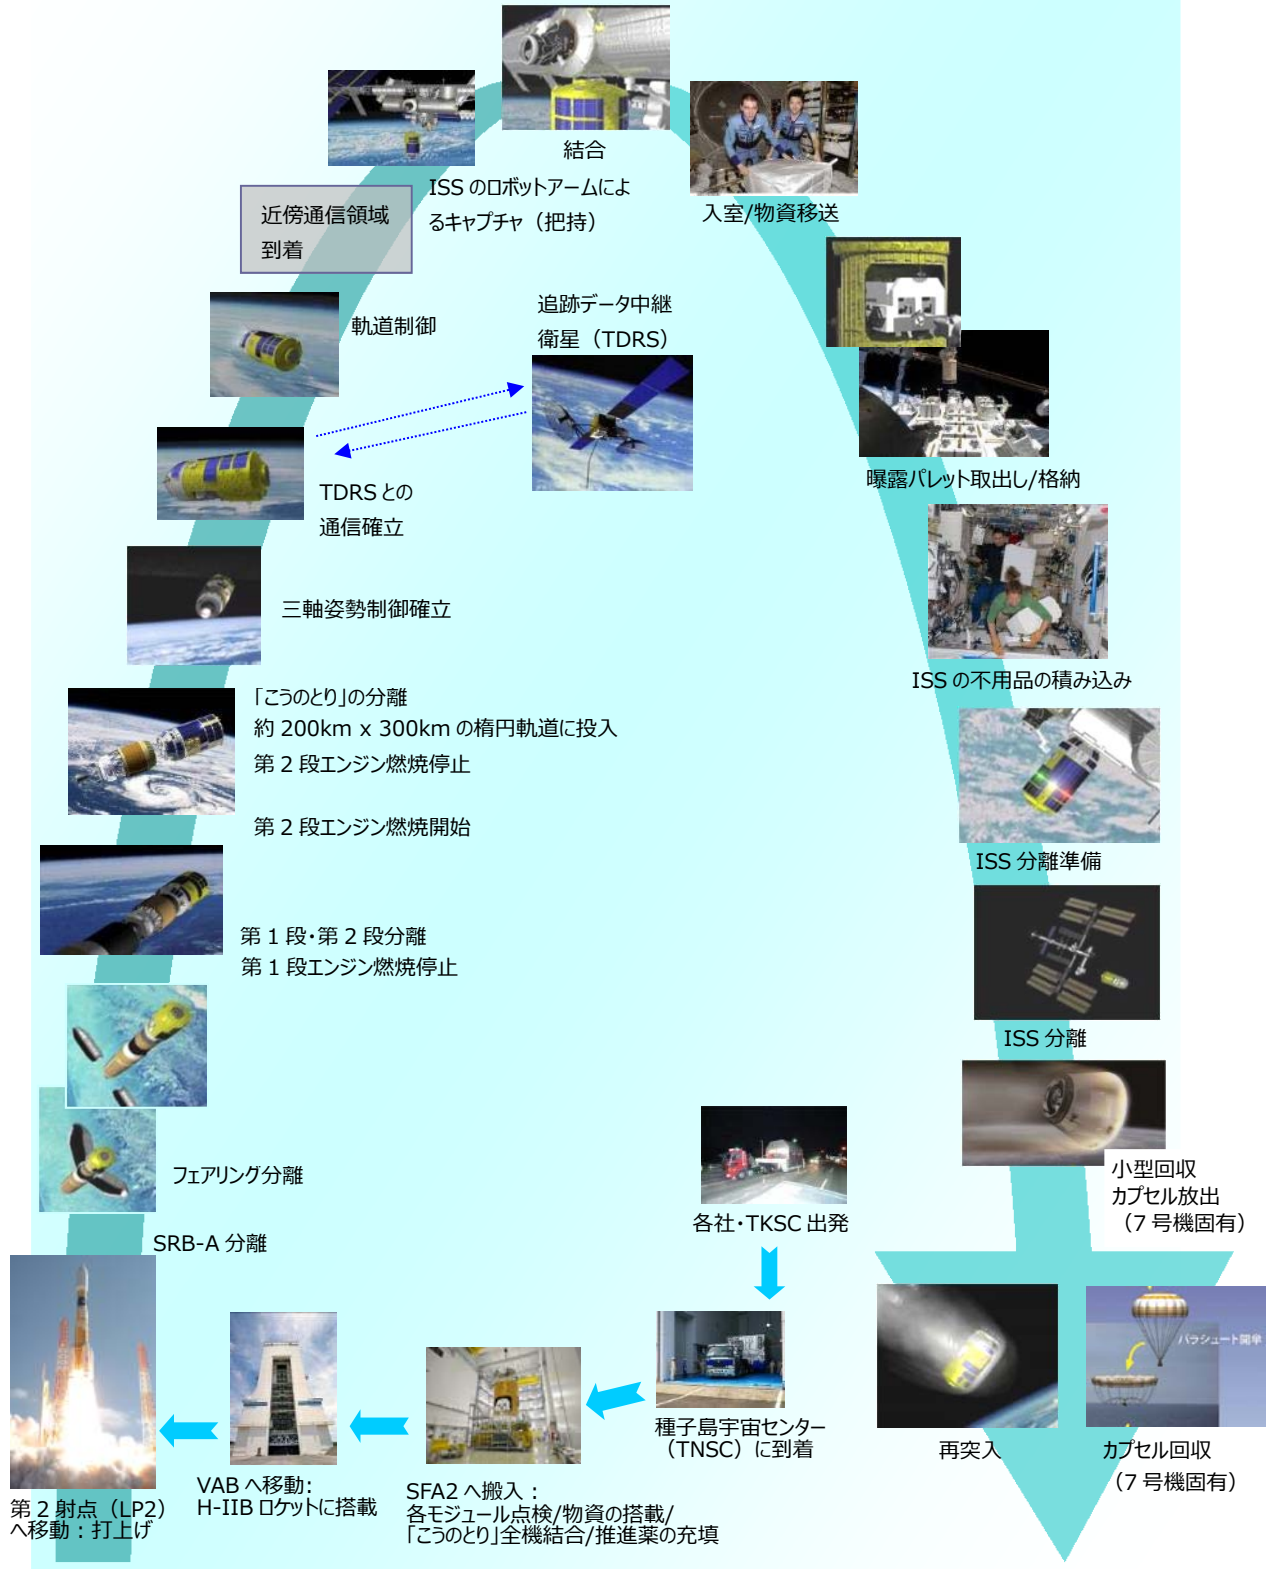 結合
ISS のロボットアームによ
るキャプチャ（把持）
入室/物資移送
近傍通信領域
到着
軌道制御
追跡データ中継
衛星（TDRS）
TDRS との
通信確立
曝露パレット取出し/格納
三軸姿勢制御確立
ISS の不用品の積み込み
「こうのとり」の分離
約 200km x 300km の楕円軌道に投入
第 2 段エンジン燃焼停止
第 2 段エンジン燃焼開始
ISS 分離準備
第 1 段・第 2 段分離
第 1 段エンジン燃焼停止
ISS 分離
フェアリング分離
小型回収
カプセル放出
（7 号機固有）
各社・TKSC 出発
SRB-A 分離
パラシュート開傘
種子島宇宙センター
（TNSC）に到着
再突入
カプセル回収
（7 号機固有）
VAB へ移動：
H-IIB ロケットに搭載
SFA2 へ搬入：
各モジュール点検/物資の搭載/
「こうのとり」全機結合/推進薬の充填
第 2 射点（LP2）
へ移動：打上げ